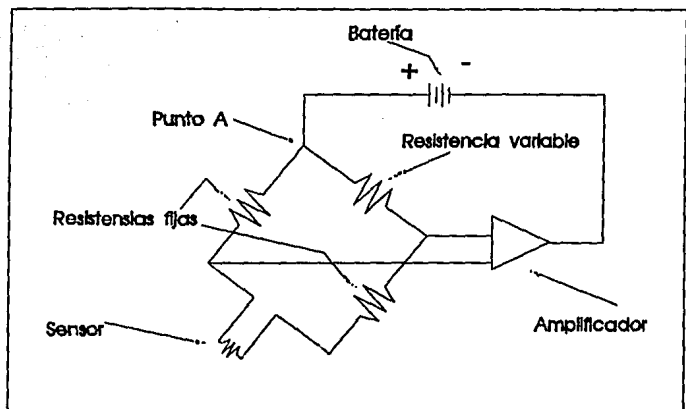 Batería
+ -
Punto A
Resistencia variable
Resistensias fijas
Sensor
Amplificador